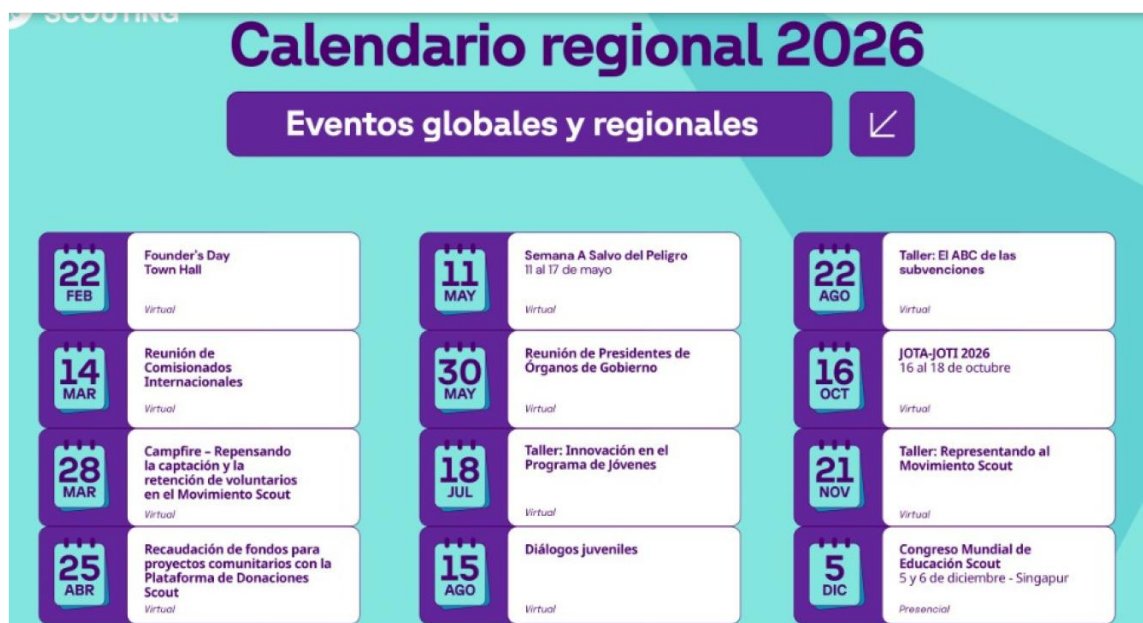 SCOUTING
Calendario regional 2026
Eventos globales y regionales
22
FEB
Founder's Day
Town Hall
Virtual
14
MAR
Reunión de
Comisionados
Internacionales
Virtual
28
MAR
Campfire – Repensando
la captación y la
retención de voluntarios
en el Movimiento Scout
Virtual
25
ABR
Recaudación de fondos para
proyectos comunitarios con la
Plataforma de Donaciones
Scout
Virtual
11
MAY
Semana A Salvo del Peligro
11 al 17 de mayo
Virtual
30
MAY
Reunión de Presidentes de
Órganos de Gobierno
Virtual
18
JUL
Taller: Innovación en el
Programa de Jóvenes
Virtual
15
AGO
Diálogos juveniles
Virtual
22
AGO
Taller: El ABC de las
subvenciones
Virtual
16
OCT
JOTA-JOTI 2026
16 al 18 de octubre
Virtual
21
NOV
Taller: Representando al
Movimiento Scout
Virtual
5
DIC
Congreso Mundial de
Educación Scout
5 y 6 de diciembre - Singapur
Presencial